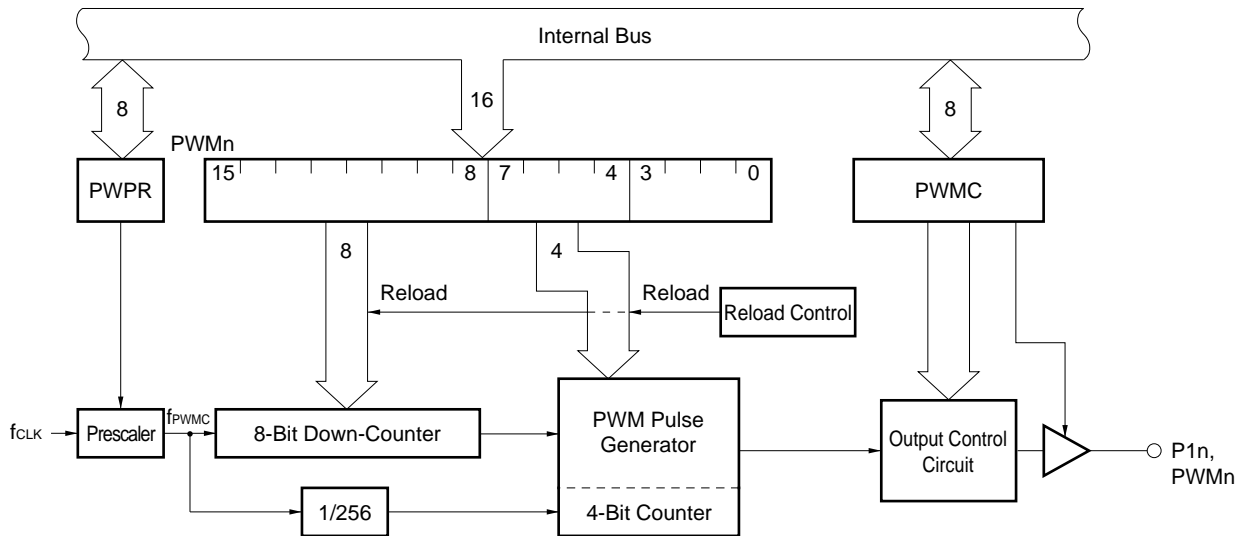 Internal Bus
8
16
8
PWMn
15
8
7
4
3
0
PWPR
PWMC
8
4
Reload
Reload
Reload Control
fCLK
Prescaler
fPWMC
8-Bit Down-Counter
PWM Pulse
Generator
Output Control
Circuit
P1n,
PWMn
1/256
4-Bit Counter